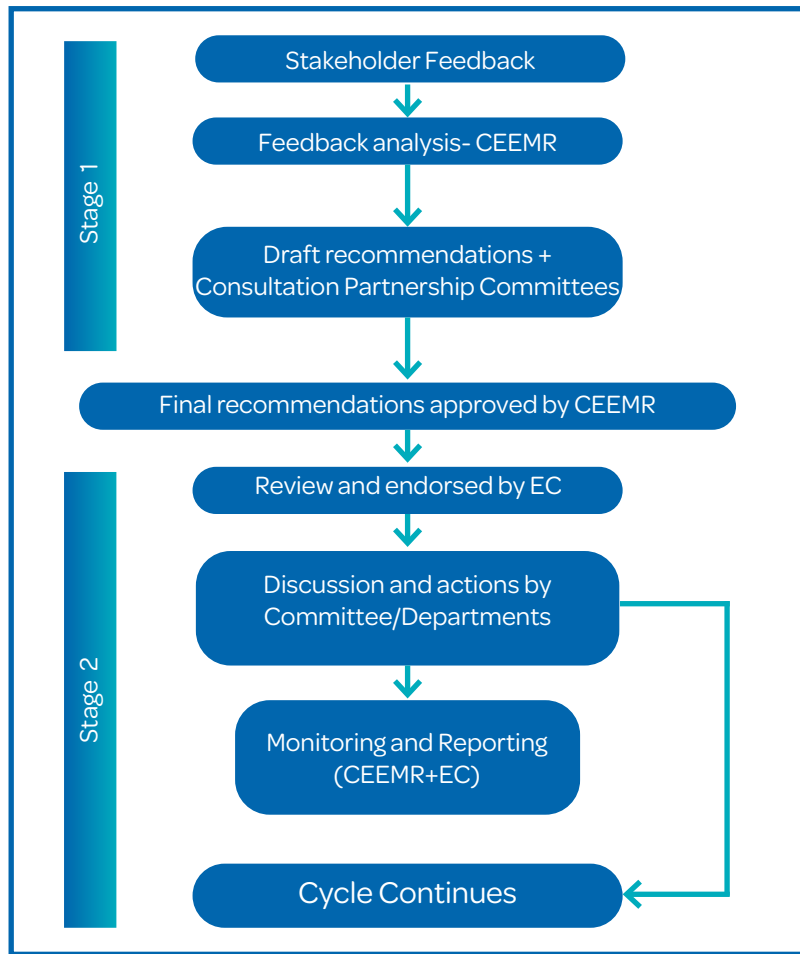 Stage 1
Stakeholder Feedback
Feedback analysis- CEEMR
Draft recommendations +
Consultation Partnership Committees
Final recommendations approved by CEEMR
Stage 2
Review and endorsed by EC
Discussion and actions by
Committee/Departments
Monitoring and Reporting
(CEEMR+EC)
Cycle Continues